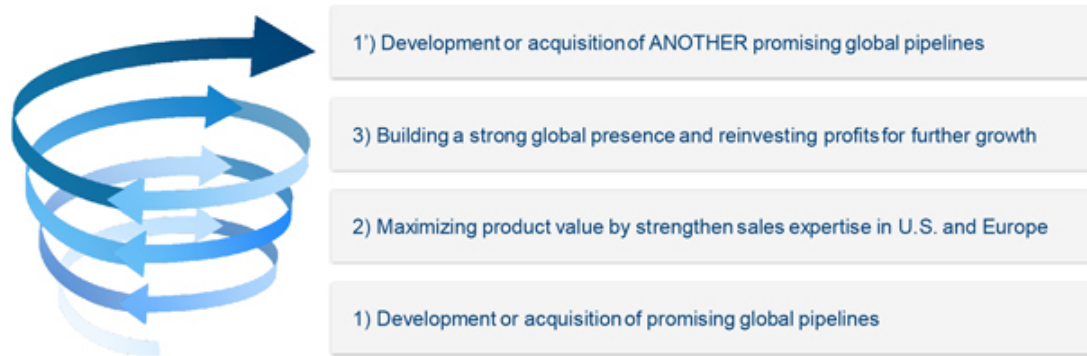 1') Development or acquisition of ANOTHER promising global pipelines
3) Building a strong global presence and reinvesting profits for further growth
2) Maximizing product value by strengthen sales expertise in U.S. and Europe
1) Development or acquisition of promising global pipelines